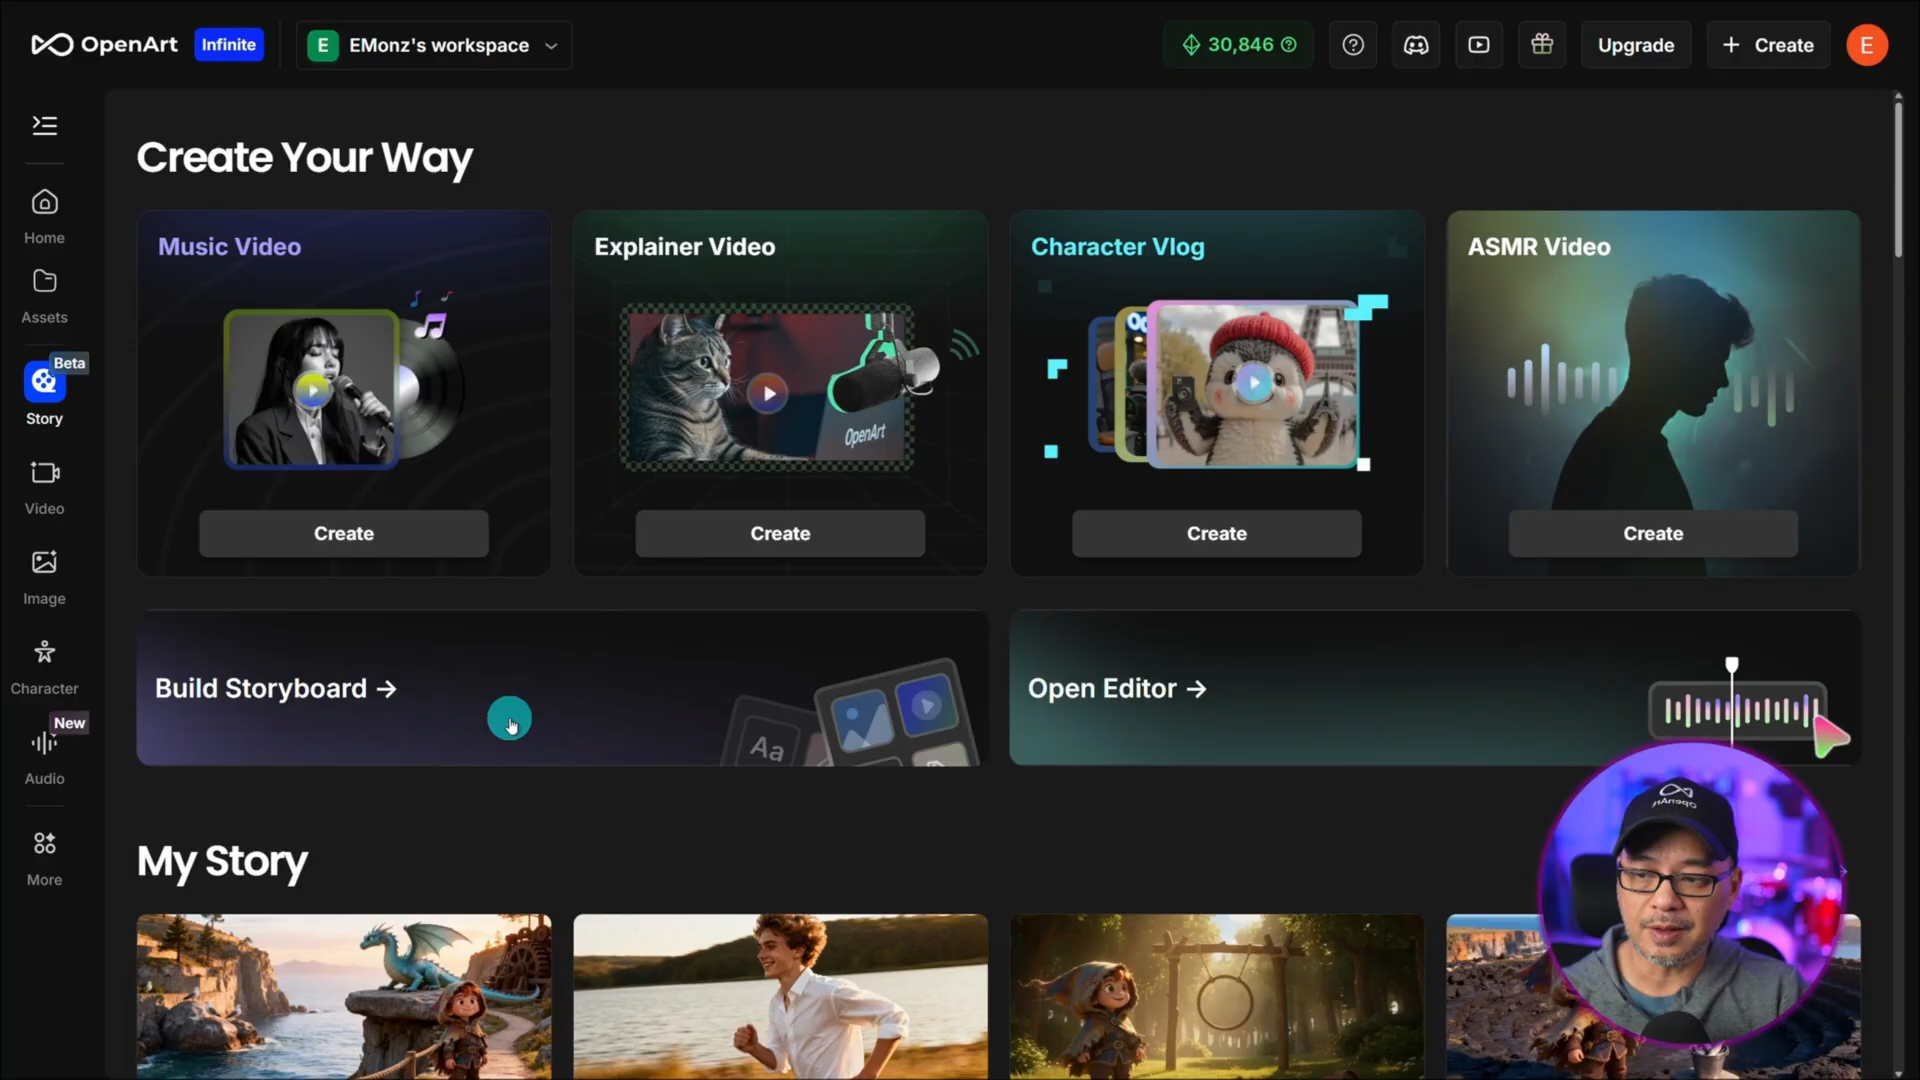 OpenArt
Infinite
E
EMonz's workspace
30,846
Upgrade
+ Create
E
Home
Assets
Beta
Story
Video
Image
Character
New
Audio
More
Create Your Way
Music Video
Create
Explainer Video
OpenArt
Create
Character Vlog
Create
ASMR Video
Create
Build Storyboard →
Aa
Open Editor →
My Story
OpenArt